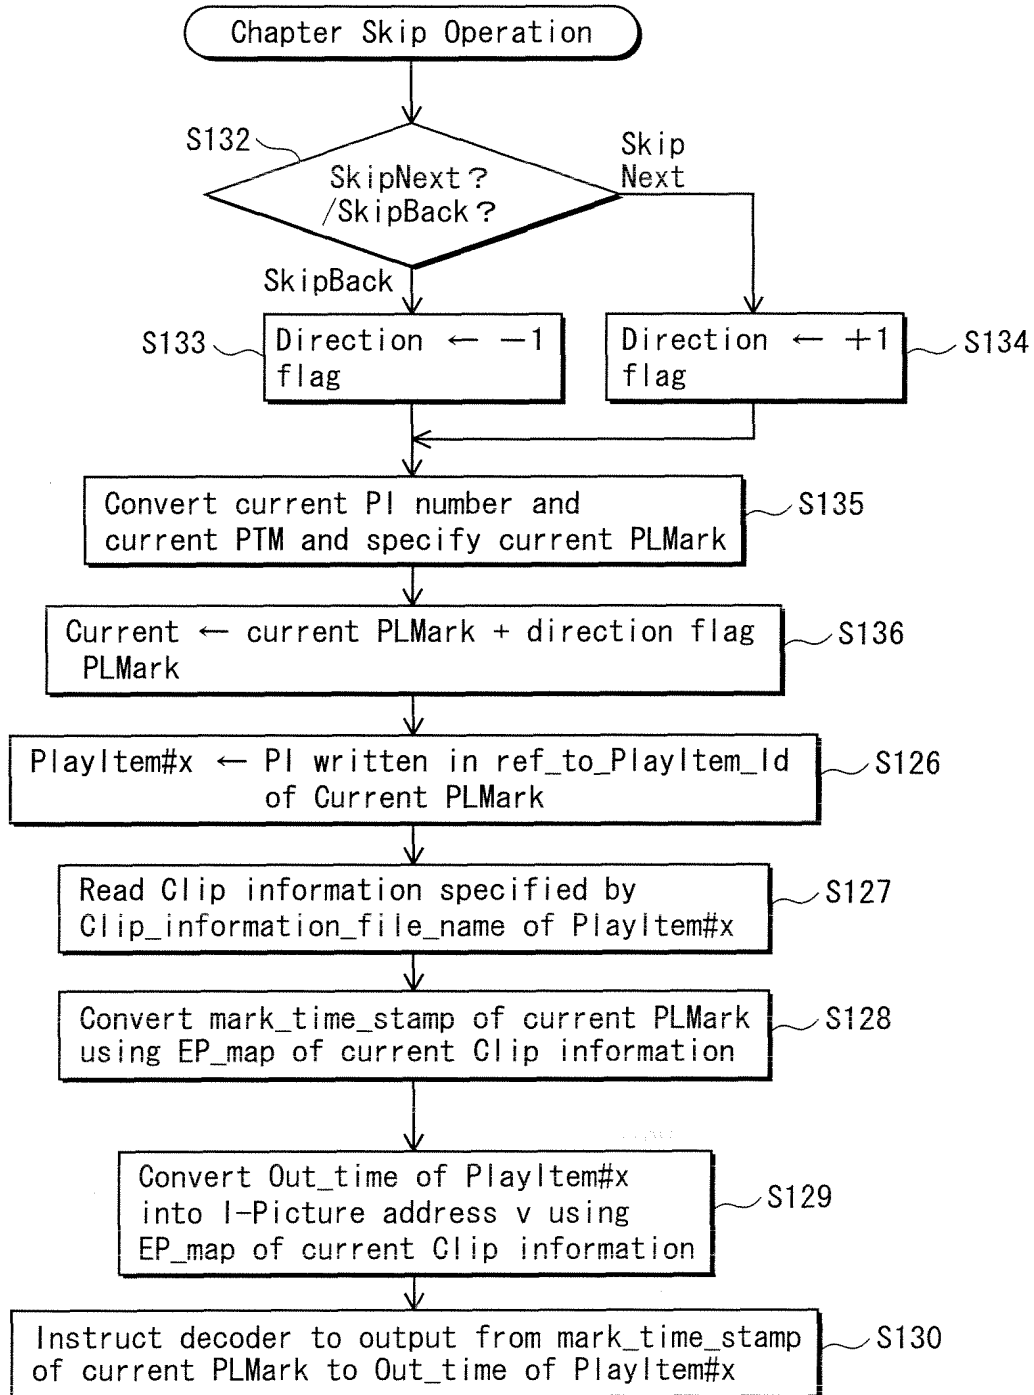 Chapter Skip Operation
S132
SkipNext?
/SkipBack?
Skip
Next
SkipBack
S133
Direction ← −1
flag
Direction ← +1
flag
S134
Convert current PI number and
current PTM and specify current PLMark
S135
Current ← current PLMark + direction flag
PLMark
S136
PlayItem#x ← PI written in ref_to_PlayItem_Id
of Current PLMark
S126
Read Clip information specified by
Clip_information_file_name of PlayItem#x
S127
Convert mark_time_stamp of current PLMark
using EP_map of current Clip information
S128
Convert Out_time of PlayItem#x
into I-Picture address v using
EP_map of current Clip information
S129
Instruct decoder to output from mark_time_stamp
of current PLMark to Out_time of PlayItem#x
S130